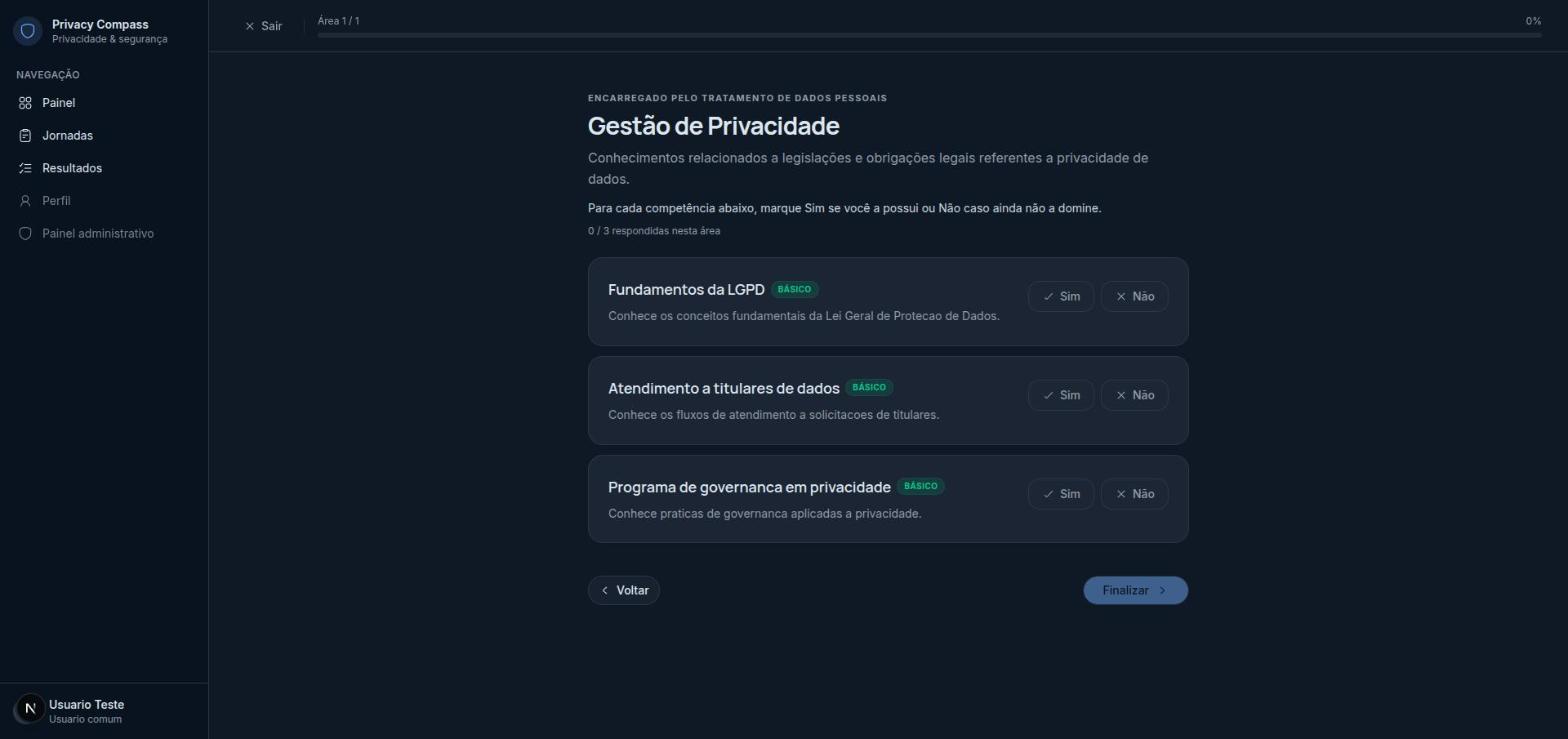 Privacy Compass
Privacidade & segurança
NAVEGAÇÃO
Painel
Jornadas
Resultados
Perfil
Painel administrativo
N
Usuario Teste
Usuario comum
Sair
Área 1 / 1
0%
ENCARREGADO PELO TRATAMENTO DE DADOS PESSOAIS
Gestão de Privacidade
Conhecimentos relacionados a legislações e obrigações legais referentes a privacidade de
dados.
Para cada competência abaixo, marque Sim se você a possui ou Não caso ainda não a domine.
0 / 3 respondidas nesta área
Fundamentos da LGPD BÁSICO
Conhece os conceitos fundamentais da Lei Geral de Protecao de Dados.
Sim Não
Atendimento a titulares de dados BÁSICO
Conhece os fluxos de atendimento a solicitacoes de titulares.
Sim Não
Programa de governanca em privacidade BÁSICO
Conhece praticas de governanca aplicadas a privacidade.
Sim Não
Voltar
Finalizar